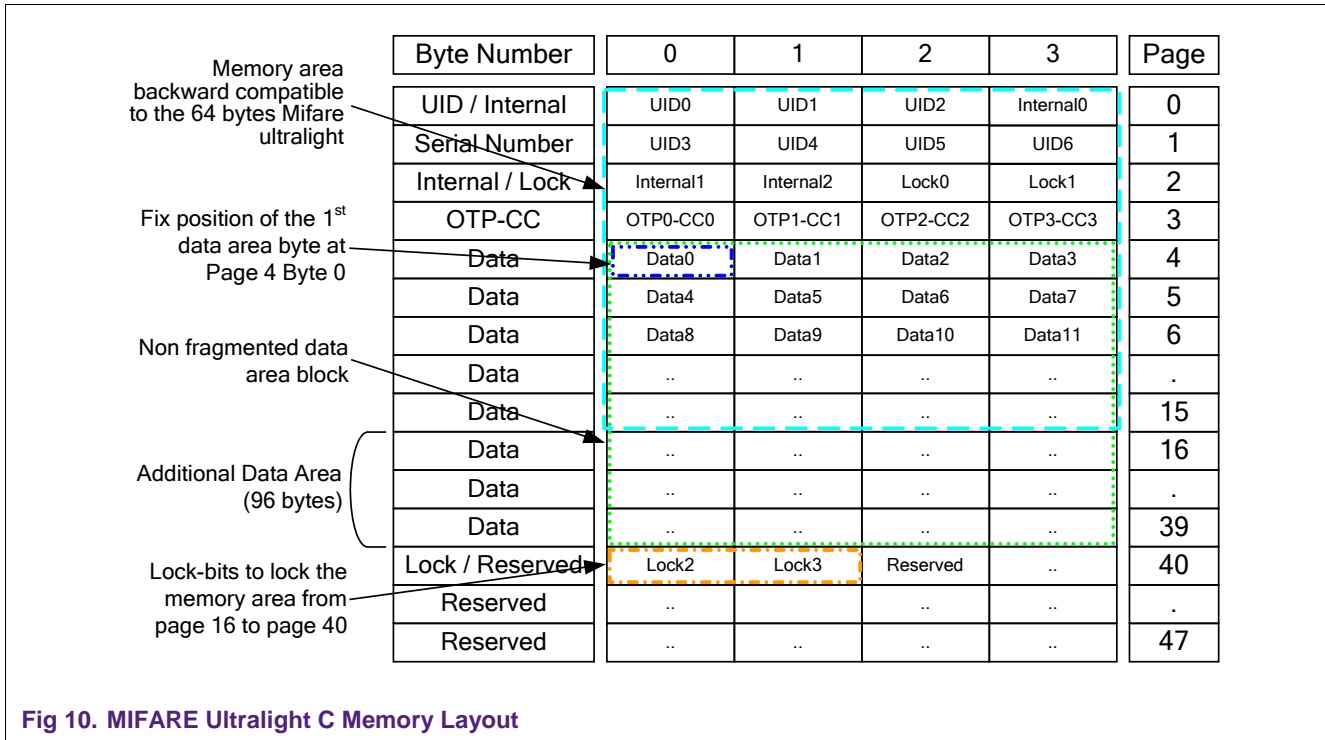 Byte Number 0 1 2 3 Page
Memory area
backward compatible
to the 64 bytes Mifare
ultralight
UID / Internal UID0 UID1 UID2 Internal0 0
Serial Number UID3 UID4 UID5 UID6 1
Internal / Lock Internal1 Internal2 Lock0 Lock1 2
Fix position of the 1st
data area byte at
Page 4 Byte 0
OTP-CC OTP0-CC0 OTP1-CC1 OTP2-CC2 OTP3-CC3 3
Data Data0 Data1 Data2 Data3 4
Data Data4 Data5 Data6 Data7 5
Data Data8 Data9 Data10 Data11 6
Non fragmented data
area block
Data .. .. .. .. .
Data .. .. .. .. 15
Data .. .. .. .. 16
Additional Data Area
(96 bytes)
Data .. .. .. .. .
Data .. .. .. .. 39
Lock / Reserved Lock2 Lock3 Reserved .. 40
Lock-bits to lock the
memory area from
page 16 to page 40
Reserved .. .. .. .. .
Reserved .. .. .. .. 47
Fig 10. MIFARE Ultralight C Memory Layout